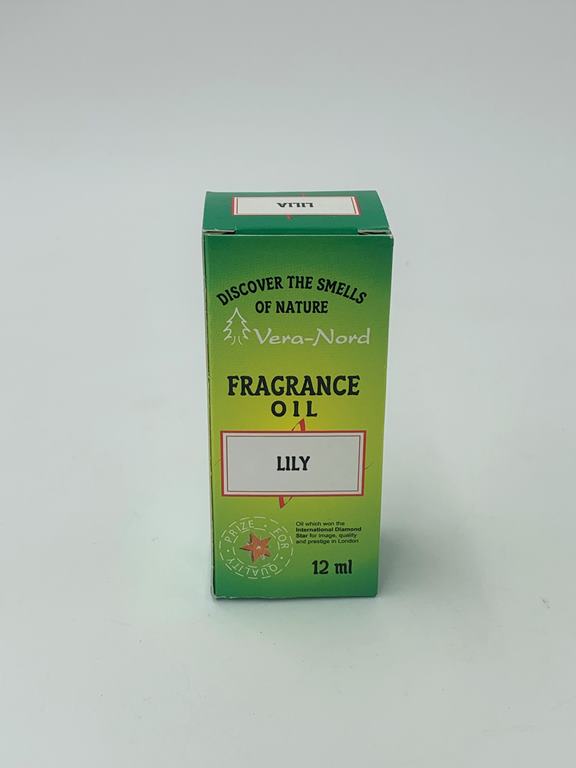 LILIA
DISCOVER THE SMELLS
OF NATURE
Vera-Nord
FRAGRANCE
OIL
LILY
Oil which won the
International Diamond
Star for image, quality
and prestige in London
PRIZE · FOR · QUALITY
12 ml